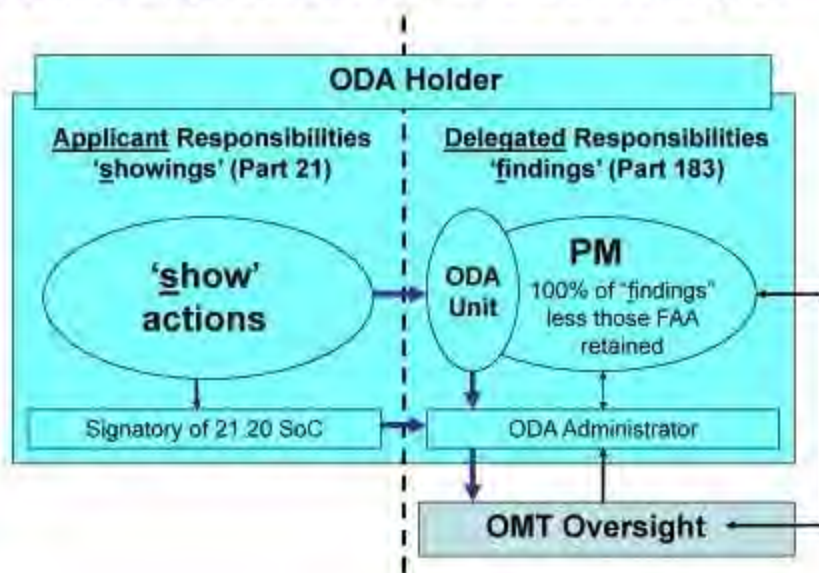 ODA Holder
Applicant Responsibilities
'showings' (Part 21)
Delegated Responsibilities
'findings' (Part 183)
'show'
actions
ODA
Unit
PM
100% of "findings"
less those FAA
retained
Signatory of 21.20 SoC
ODA Administrator
OMT Oversight